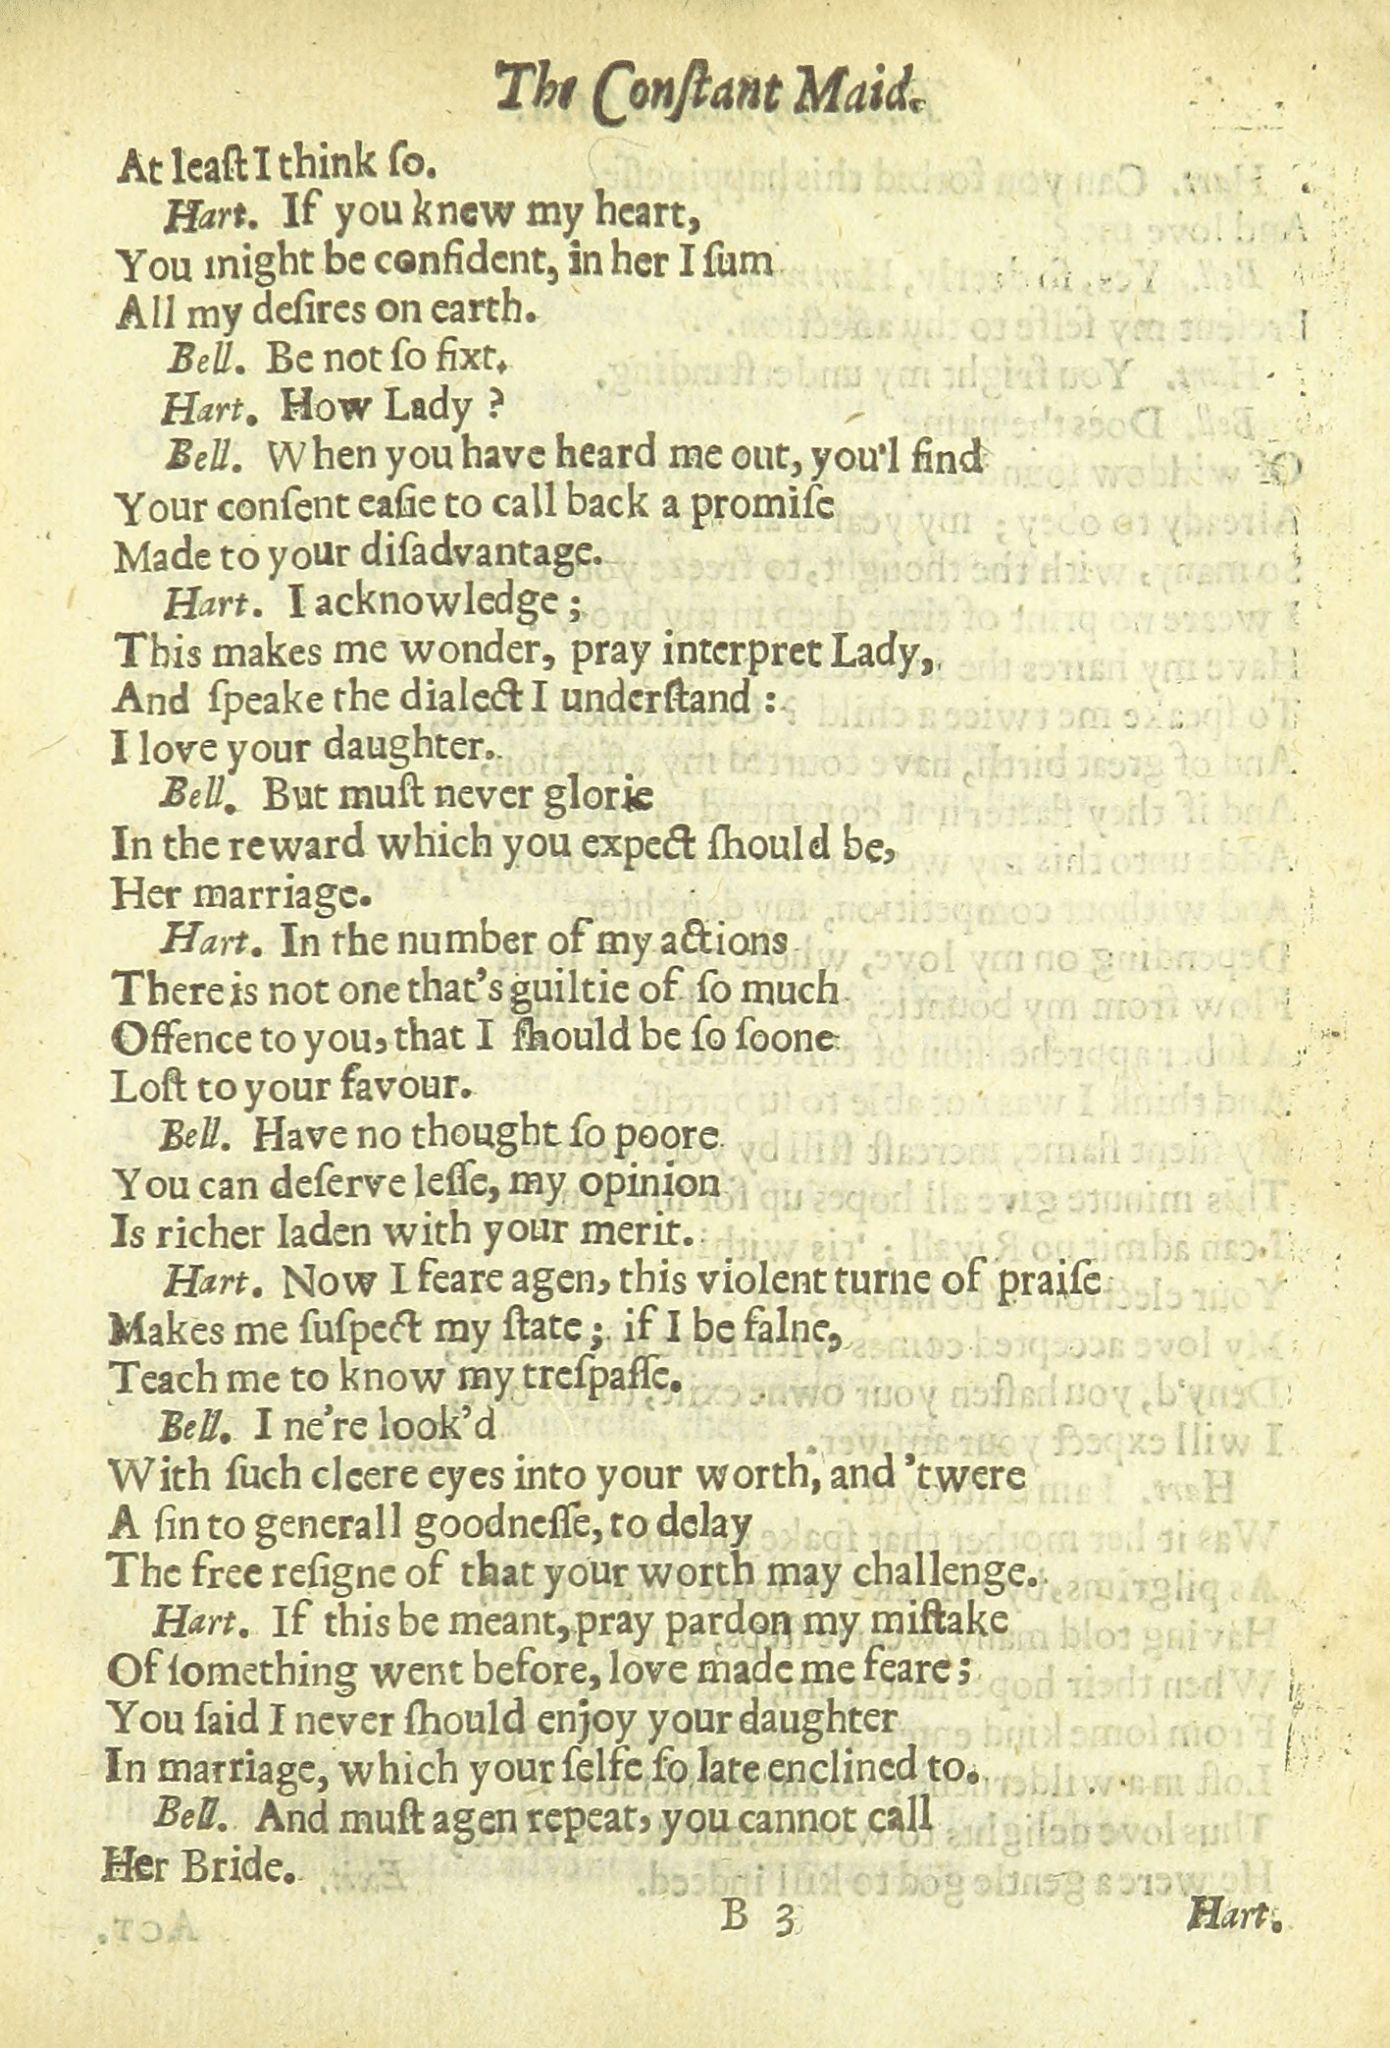 The Conſtant Maid.
At leaſt I think ſo.
Hart. If you knew my heart,
You might be confident, in her I ſum
All my deſires on earth.
Bell. Be not ſo fixt.
Hart. How Lady ?
Bell. When you have heard me out, you'l find
Your conſent eaſie to call back a promiſe
Made to your diſadvantage.
Hart. I acknowledge ;
This makes me wonder, pray interpret Lady,
And ſpeake the dialect I underſtand :
I love your daughter.
Bell. But muſt never glorie
In the reward which you expect ſhould be,
Her marriage.
Hart. In the number of my actions
There is not one that's guiltie of ſo much
Offence to you, that I ſhould be ſo ſoone
Loſt to your favour.
Bell. Have no thought ſo poore
You can deſerve leſſe, my opinion
Is richer laden with your merit.
Hart. Now I feare agen, this violent turne of praiſe
Makes me ſuſpect my ſtate ; if I be falne,
Teach me to know my treſpaſſe.
Bell. I ne're look'd
With ſuch cleere eyes into your worth, and 'twere
A ſin to generall goodneſſe, to delay
The free reſigne of that your worth may challenge.
Hart. If this be meant, pray pardon my miſtake
Of ſomething went before, love made me feare ;
You ſaid I never ſhould enjoy your daughter
In marriage, which your ſelfe ſo late enclined to.
Bell. And muſt agen repeat, you cannot call
Her Bride.
B 3 Hart.